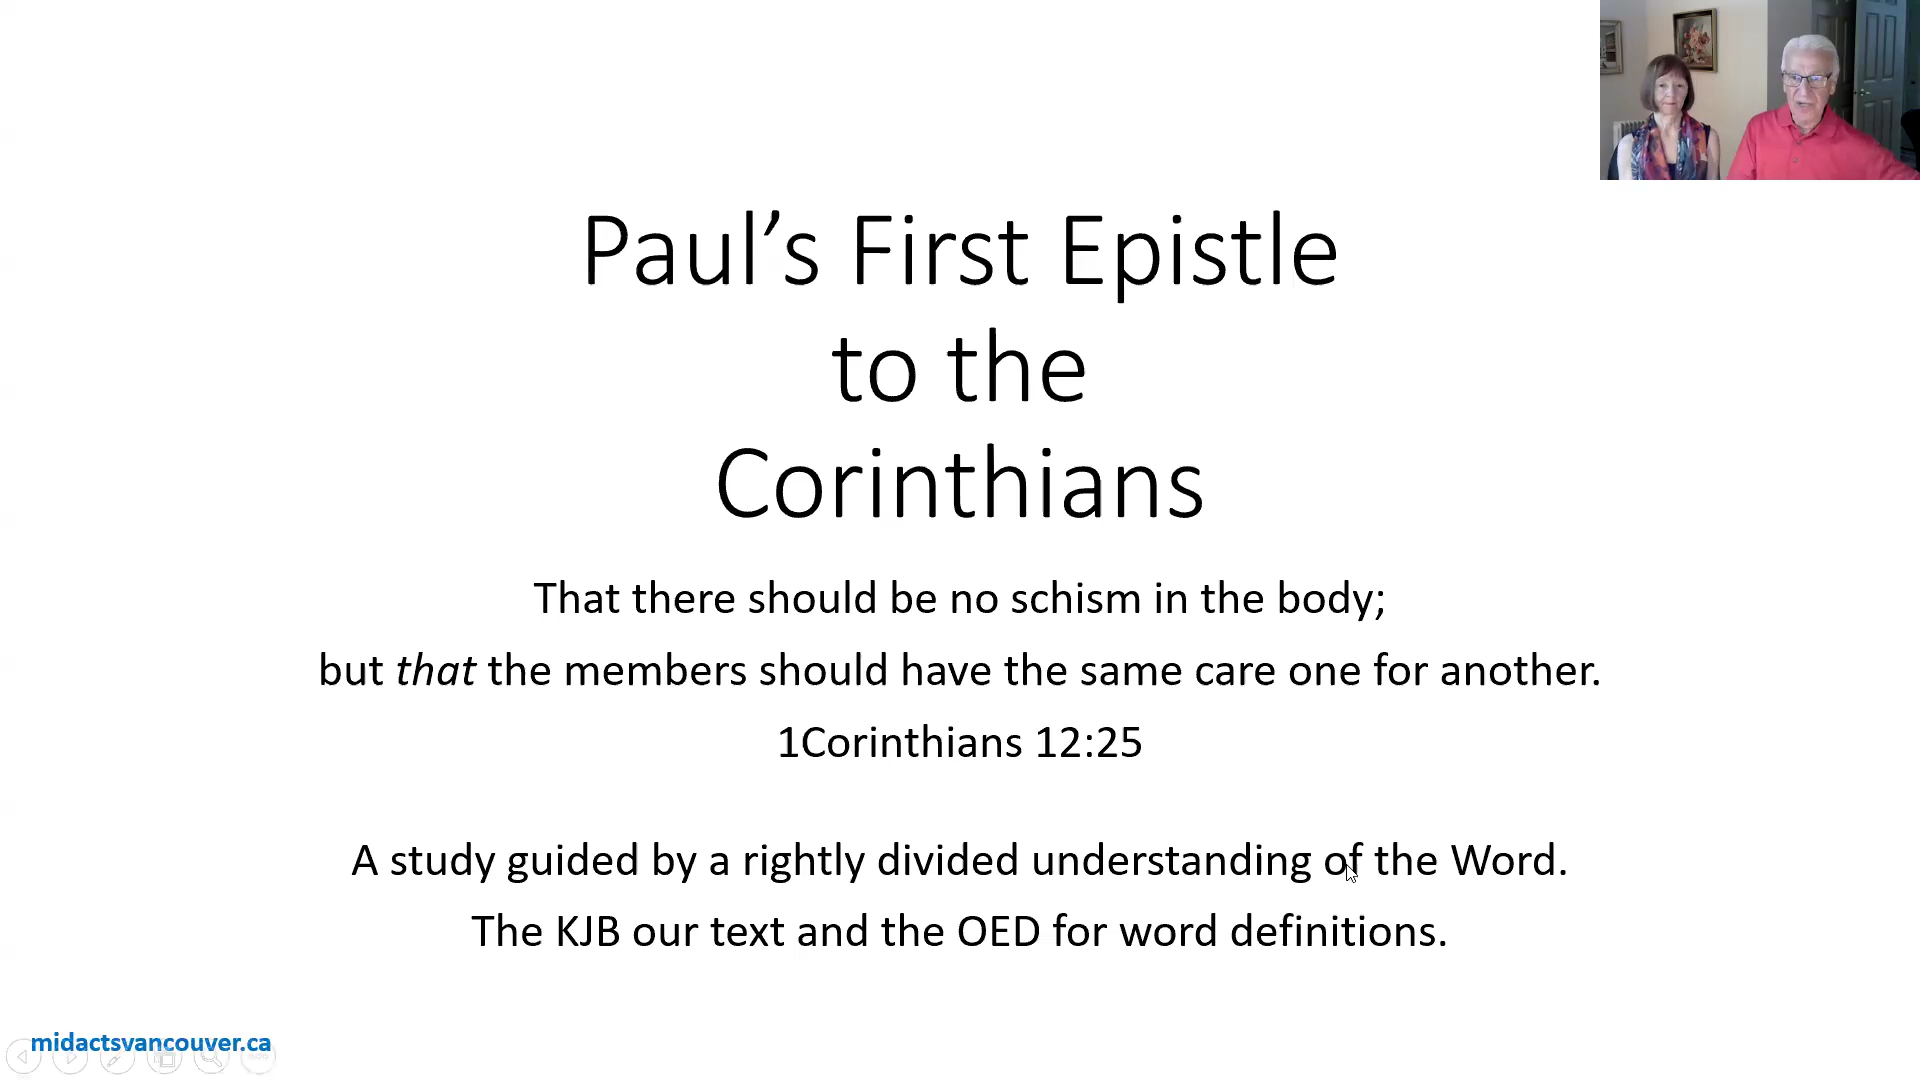 Paul’s First Epistle
to the
Corinthians
That there should be no schism in the body;
but that the members should have the same care one for another.
1Corinthians 12:25
A study guided by a rightly divided understanding of the Word.
The KJB our text and the OED for word definitions.
midactsvancouver.ca